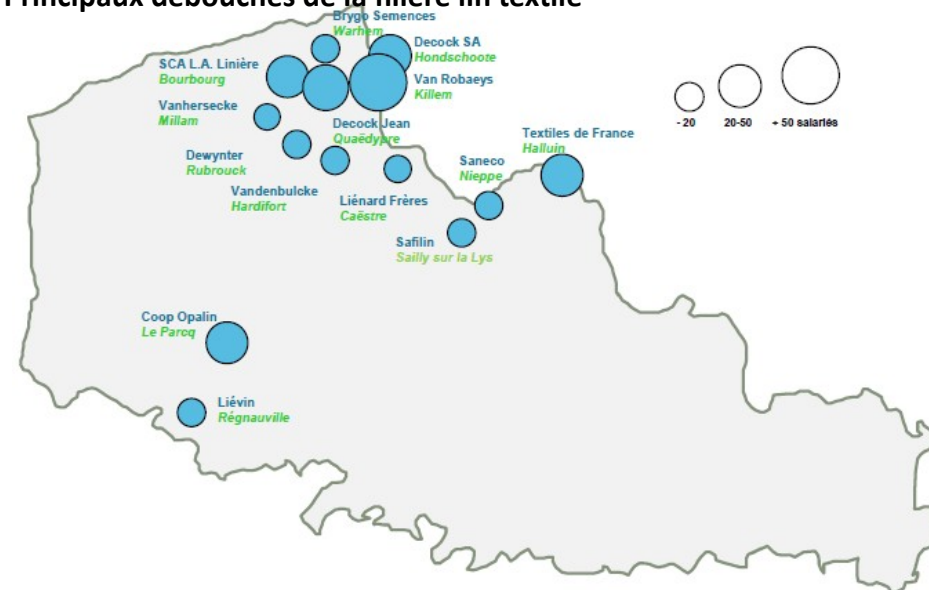 Principaux débouchés de la filière lin textile
Brygo Semences
Warhem
Decock SA
Hondschoote
SCA L.A. Linière
Bourbourg
Van Robaeys
Killem
Vanhersecke
Millam
Decock Jean
Quaëdypre
Dewynter
Rubrouck
Vandenbulcke
Hardifort
Liénard Frères
Caëstre
Saneco
Nieppe
Textiles de France
Halluin
Safilin
Sailly sur la Lys
Coop Opalin
Le Parcq
Liévin
Régnauville
- 20
20-50
+ 50 salariés